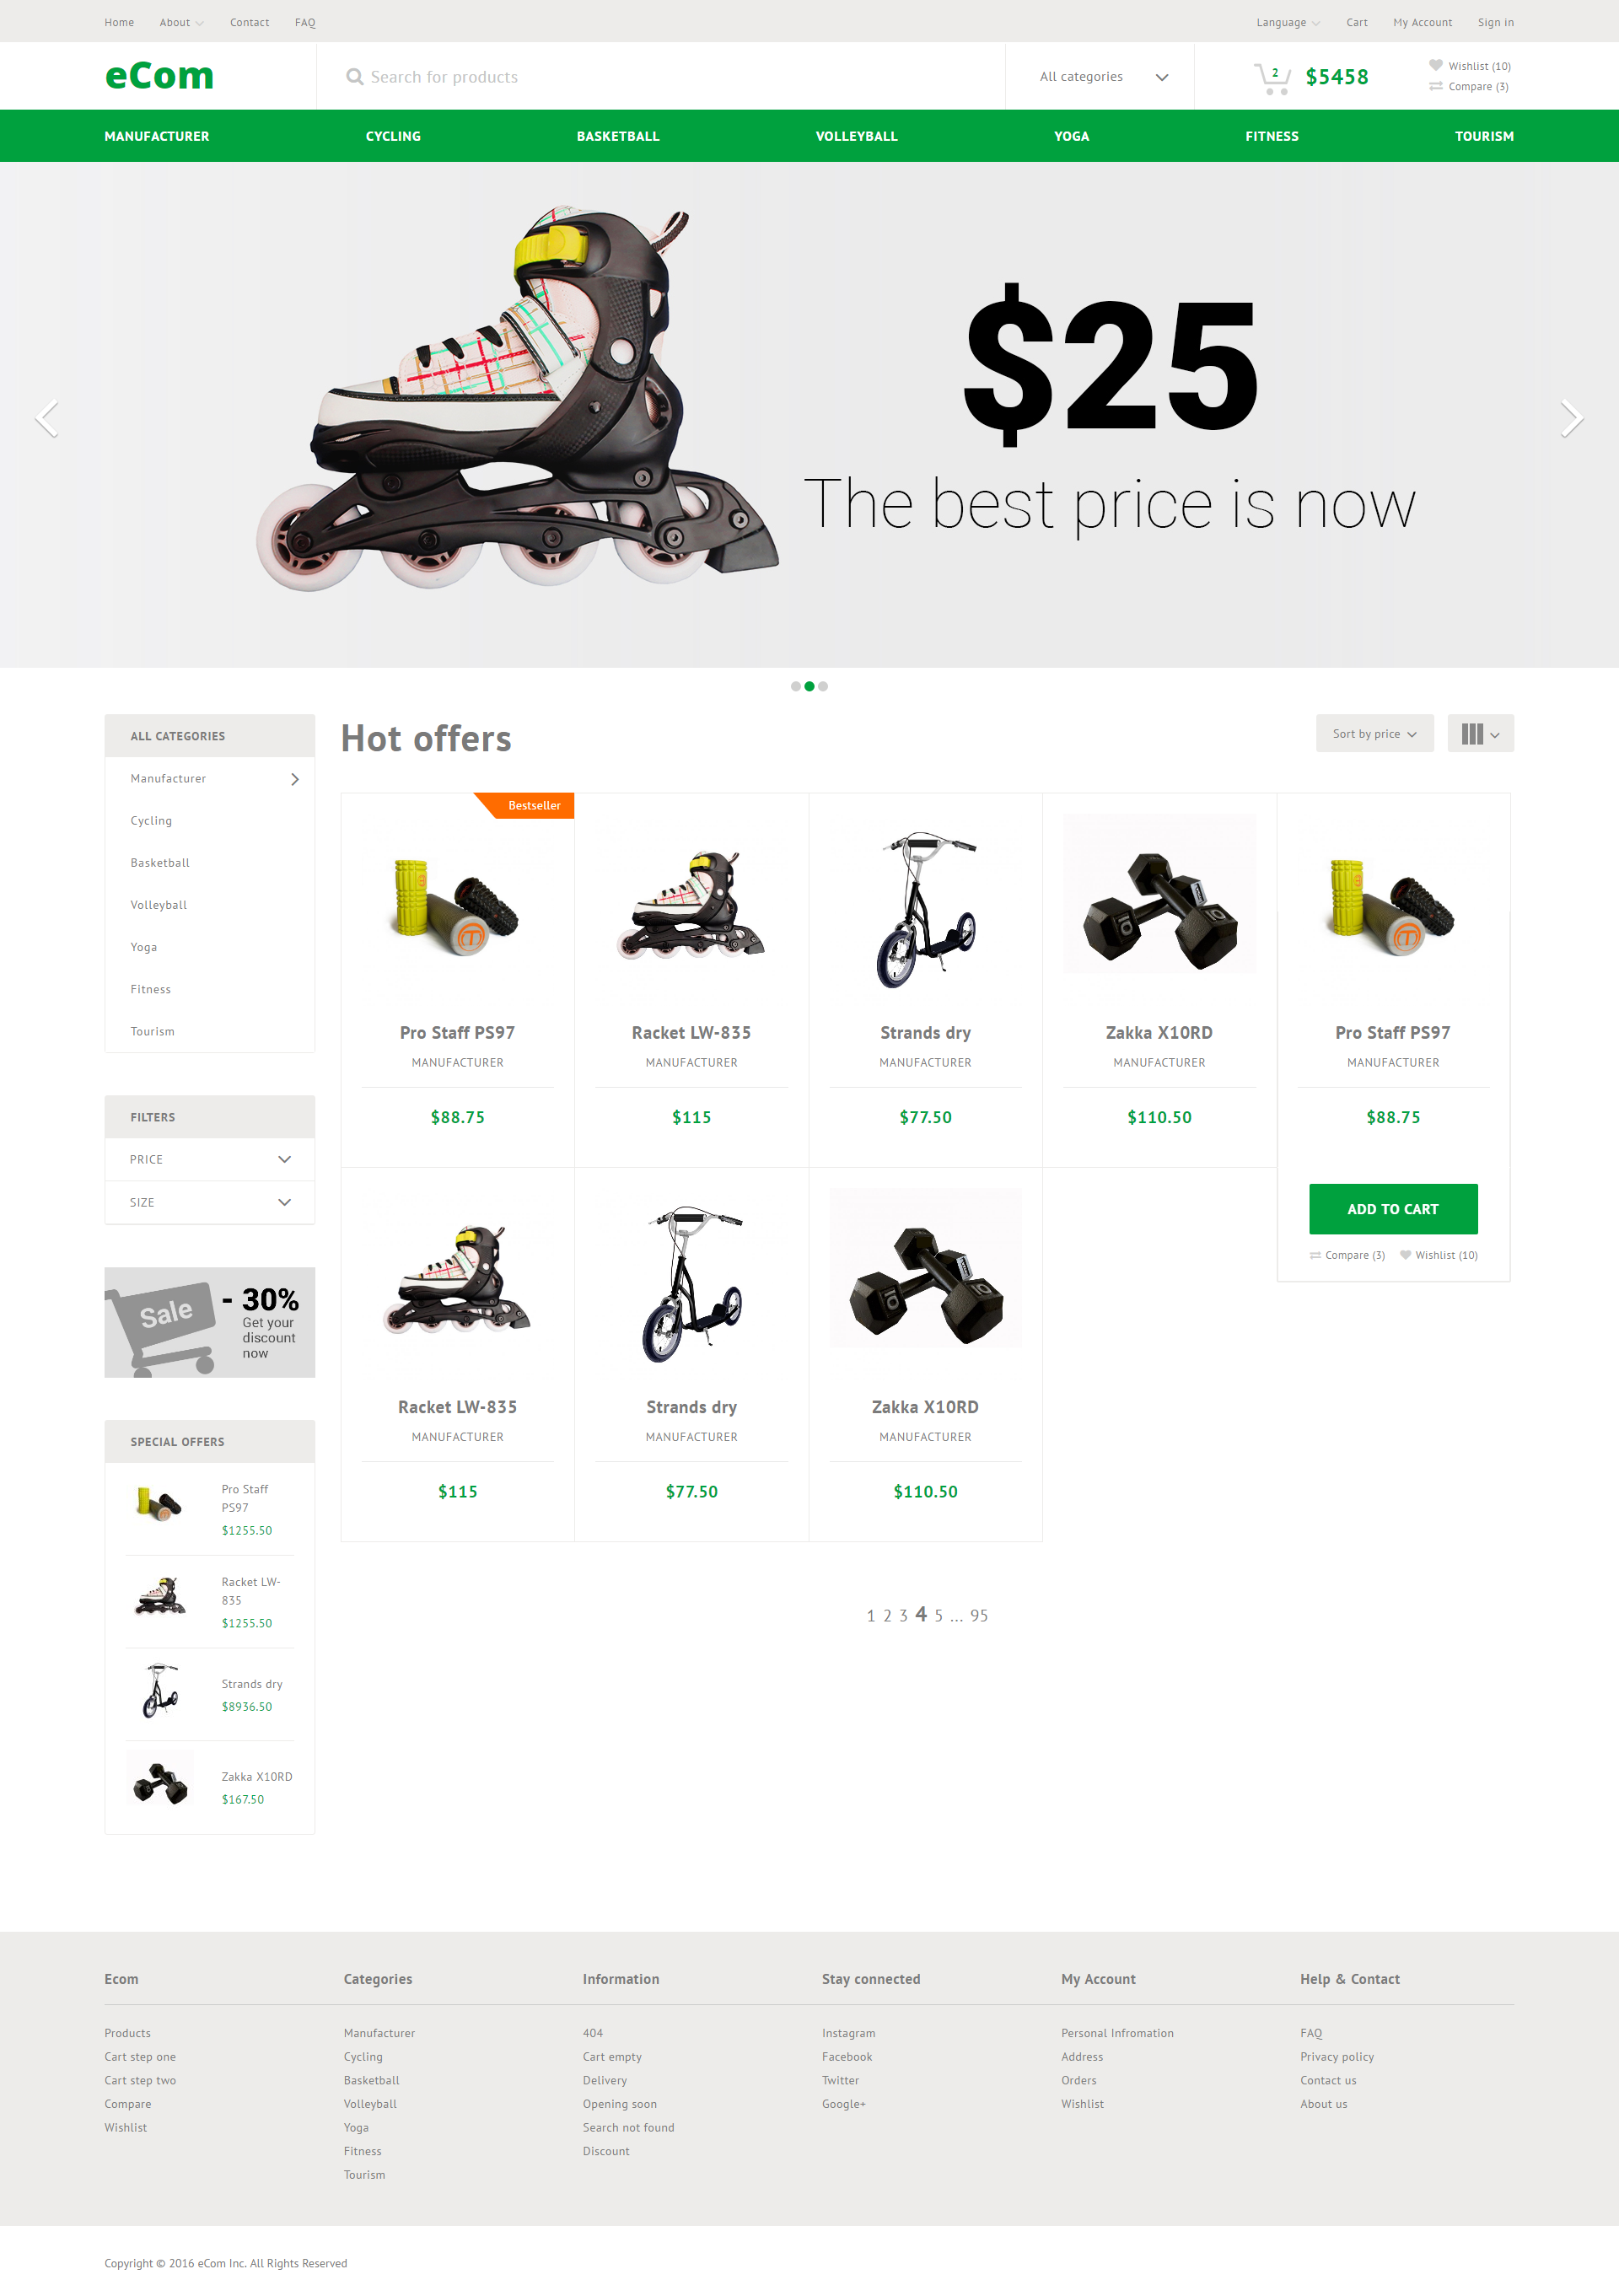 Home About Contact FAQ Language Cart My Account Sign in
eCom Search for products All categories 2 $5458 Wishlist (10)
Compare (3)
MANUFACTURER CYCLING BASKETBALL VOLLEYBALL YOGA FITNESS TOURISM
$25
The best price is now
ALL CATEGORIES
Manufacturer
Cycling
Basketball
Volleyball
Yoga
Fitness
Tourism
FILTERS
PRICE
SIZE
Sale - 30%
Get your
discount
now
SPECIAL OFFERS
Pro Staff
PS97
$1255.50
Racket LW-
835
$1255.50
Strands dry
$8936.50
Zakka X10RD
$167.50
Hot offers Sort by price
Bestseller
10 10
Pro Staff PS97 Racket LW-835 Strands dry Zakka X10RD Pro Staff PS97
MANUFACTURER MANUFACTURER MANUFACTURER MANUFACTURER MANUFACTURER
$88.75 $115 $77.50 $110.50 $88.75
ADD TO CART
Compare (3) Wishlist (10)
10 10
Racket LW-835 Strands dry Zakka X10RD
MANUFACTURER MANUFACTURER MANUFACTURER
$115 $77.50 $110.50
1 2 3 4 5 ... 95
Ecom Categories Information Stay connected My Account Help & Contact
Products Manufacturer 404 Instagram Personal Infromation FAQ
Cart step one Cycling Cart empty Facebook Address Privacy policy
Cart step two Basketball Delivery Twitter Orders Contact us
Compare Volleyball Opening soon Google+ Wishlist About us
Wishlist Yoga Search not found
Fitness Discount
Tourism
Copyright © 2016 eCom Inc. All Rights Reserved